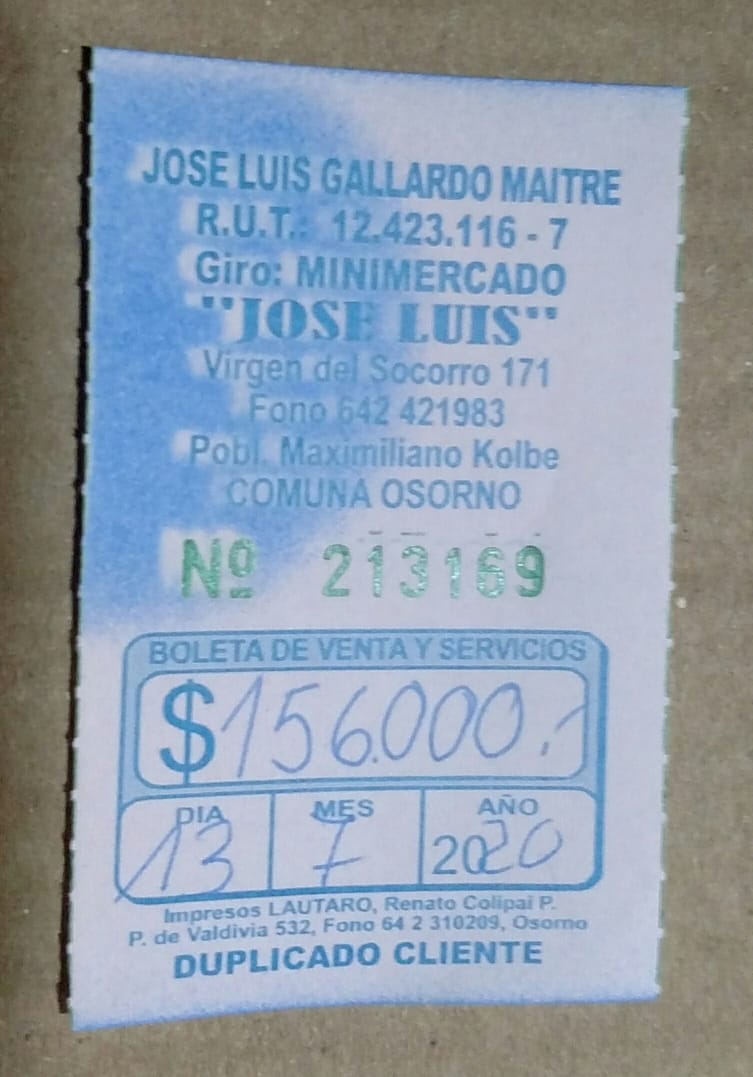 JOSE LUIS GALLARDO MAITRE
R.U.T.: 12.423.116 - 7
Giro: MINIMERCADO
"JOSE LUIS"
Virgen del Socorro 171
Fono 642 421983
Pobl. Maximiliano Kolbe
COMUNA OSORNO
Nº 213169
BOLETA DE VENTA Y SERVICIOS
$156.000.-
DIA MES AÑO
13 7 2020
Impresos LAUTARO, Renato Colipai P.
P. de Valdivia 532, Fono 64 2 310209, Osorno
DUPLICADO CLIENTE